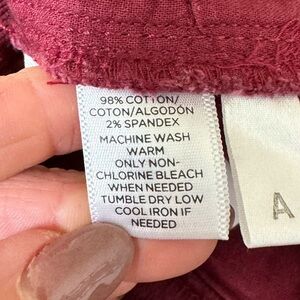 98% COTTON/
COTON/ALGODÓN
2% SPANDEX
MACHINE WASH
WARM
ONLY NON-
CHLORINE BLEACH
WHEN NEEDED
TUMBLE DRY LOW
COOL IRON IF
NEEDED
A